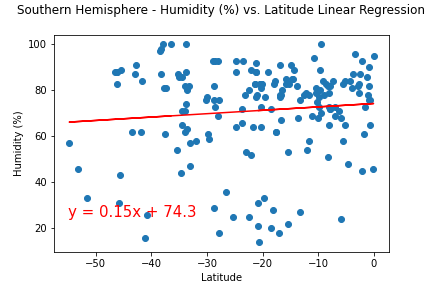 Southern Hemisphere - Humidity (%) vs. Latitude Linear Regression
100
80
60
40
20
Humidity (%)
y = 0.15x + 74.3
−50
−40
−30
−20
−10
0
Latitude